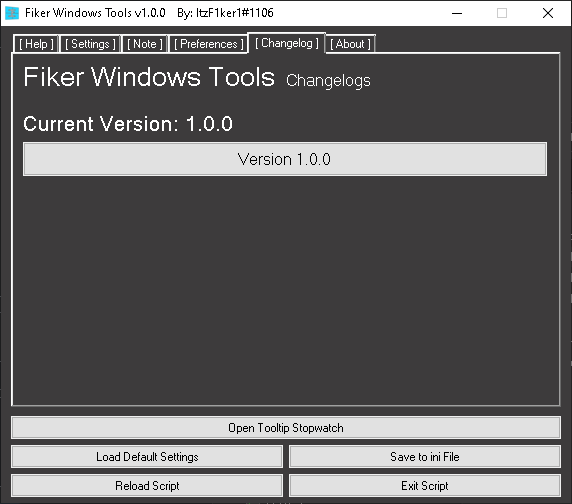 Fiker Windows Tools v1.0.0 By: ItzF1ker1#1106
[ Help ] [ Settings ] [ Note ] [ Preferences ] [ Changelog ] [ About ]
Fiker Windows Tools Changelogs
Current Version: 1.0.0
Version 1.0.0
Open Tooltip Stopwatch
Load Default Settings Save to ini File
Reload Script Exit Script